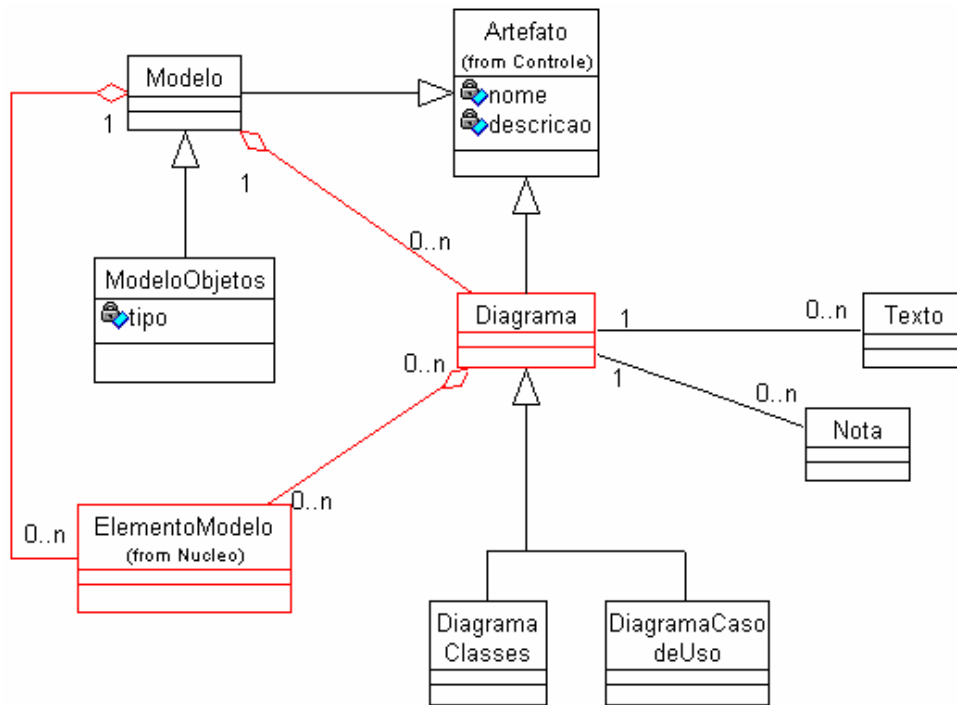 Artefato
(from Controle)
nome
descricao
Modelo
1
1
0..n
ModeloObjetos
tipo
Diagrama
1
0..n
Texto
0..n
1
0..n
Nota
0..n
ElementoModelo
(from Nucleo)
0..n
Diagrama
Classes
DiagramaCaso
deUso